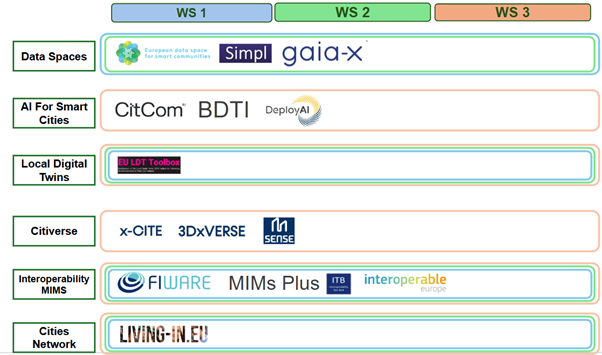 WS 1
WS 2
WS 3
Data Spaces
European data space
for smart communities
Simpl
gaia-x
AI For Smart
Cities
CitCom
BDTI
DeployAI
Local Digital
Twins
EU LDT Toolbox
Citiverse
x-CITE
3DxVERSE
SENSE
Interoperability
MIMS
FIWARE
MIMs Plus
ITB
interoperable
europe
Cities
Network
LIVING-IN.EU